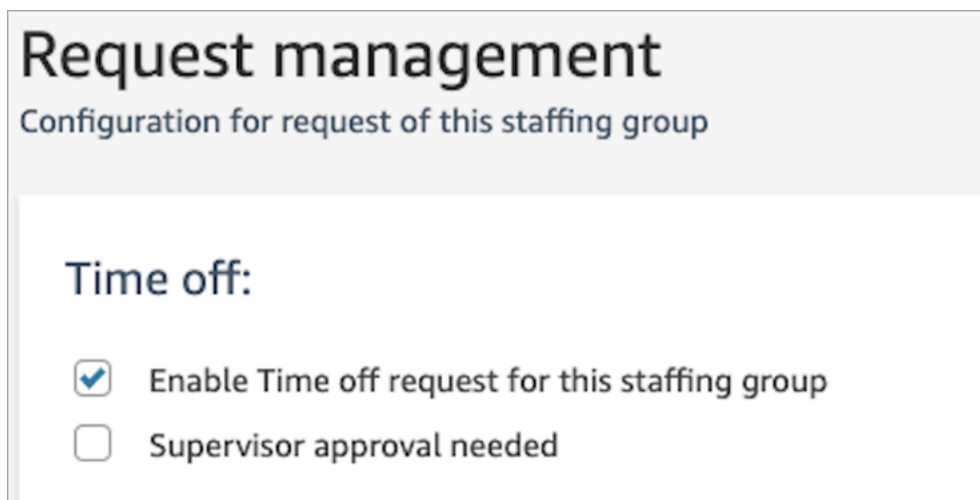 Request management
Configuration for request of this staffing group
Time off:
Enable Time off request for this staffing group
Supervisor approval needed